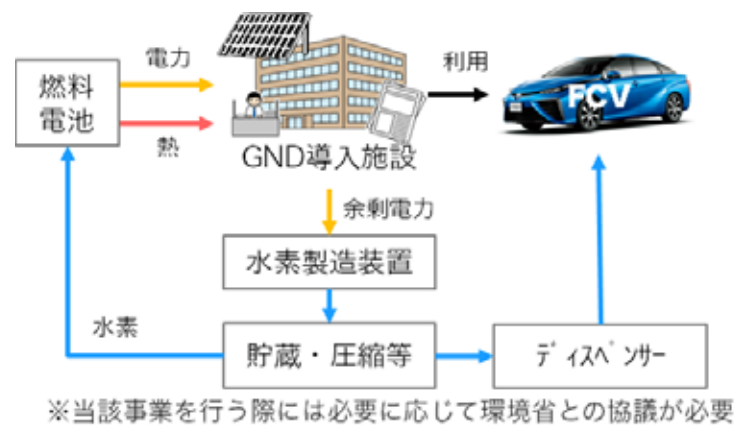 電力
利用
燃料
電池
FCV
熱
GND導入施設
余剰電力
水素製造装置
水素
貯蔵・圧縮等
ﾃﾞｨｽﾍﾟﾝｻｰ
※当該事業を行う際には必要に応じて環境省との協議が必要